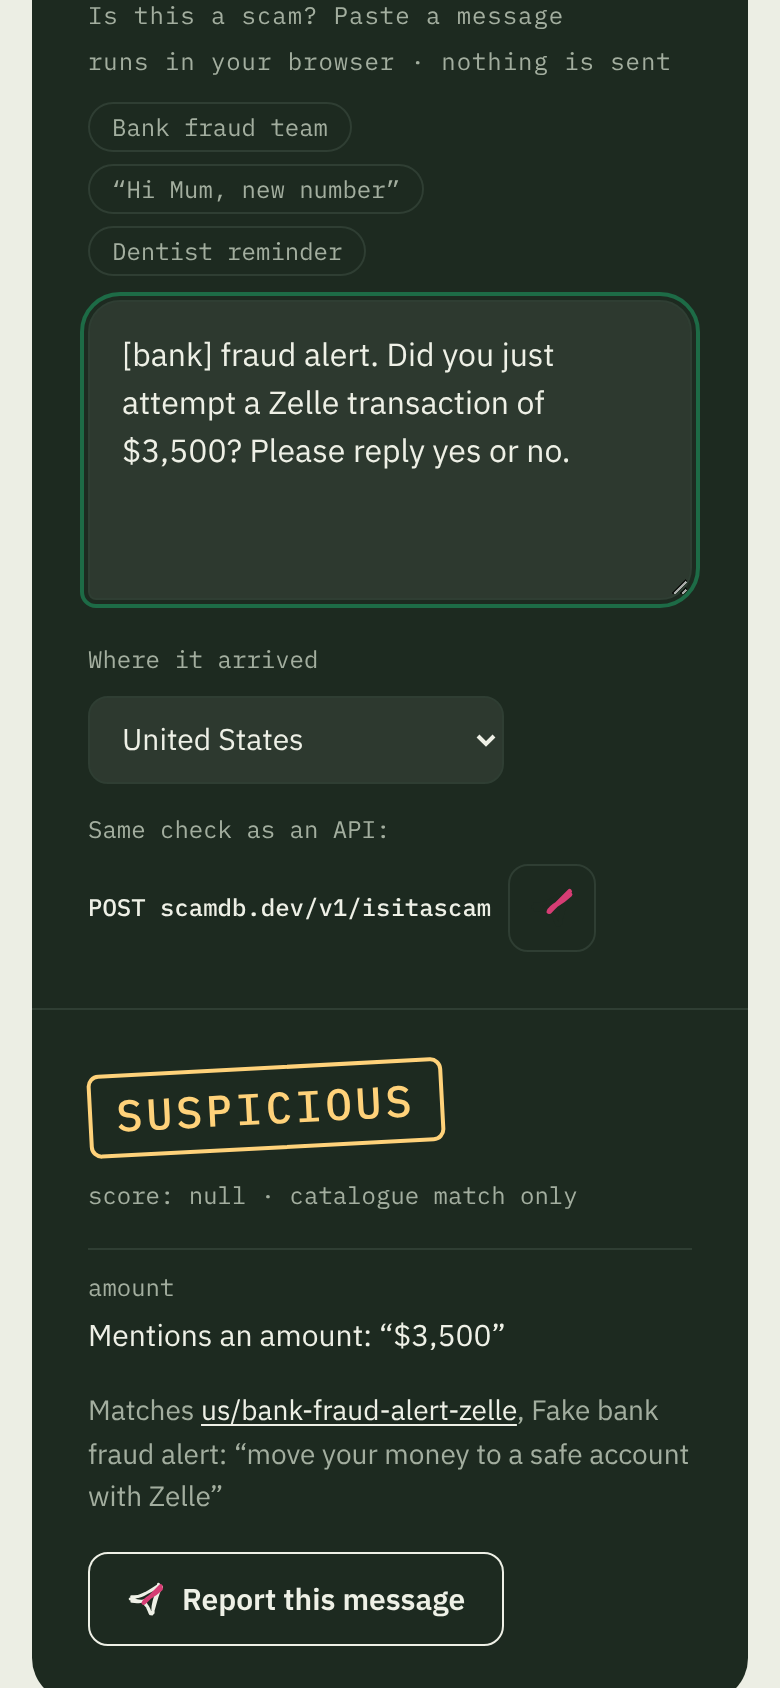 Is this a scam? Paste a message
runs in your browser · nothing is sent
Bank fraud team
“Hi Mum, new number”
Dentist reminder
[bank] fraud alert. Did you just
attempt a Zelle transaction of
$3,500? Please reply yes or no.
Where it arrived
United States
Same check as an API:
POST scamdb.dev/v1/isitascam
SUSPICIOUS
score: null · catalogue match only
amount
Mentions an amount: “$3,500”
Matches us/bank-fraud-alert-zelle, Fake bank
fraud alert: “move your money to a safe account
with Zelle”
Report this message